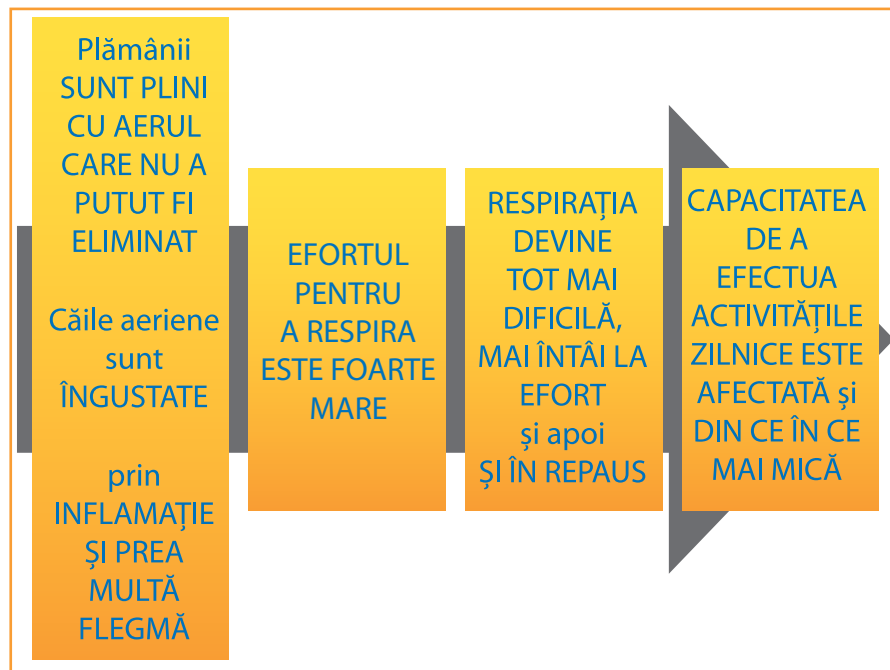 Plămânii
SUNT PLINI
CU AERUL
CARE NU A
PUTUT FI
ELIMINAT
Căile aeriene
sunt
ÎNGUSTATE
prin
INFLAMAȚIE
ȘI PREA
MULTĂ
FLEGMĂ
EFORTUL
PENTRU
A RESPIRA
ESTE FOARTE
MARE
RESPIRAȚIA
DEVINE
TOT MAI
DIFICILĂ,
MAI ÎNTÂI LA
EFORT
și apoi
ȘI ÎN REPAUS
CAPACITATEA
DE A
EFECTUA
ACTIVITĂȚILE
ZILNICE ESTE
AFECTATĂ și
DIN CE ÎN CE
MAI MICĂ